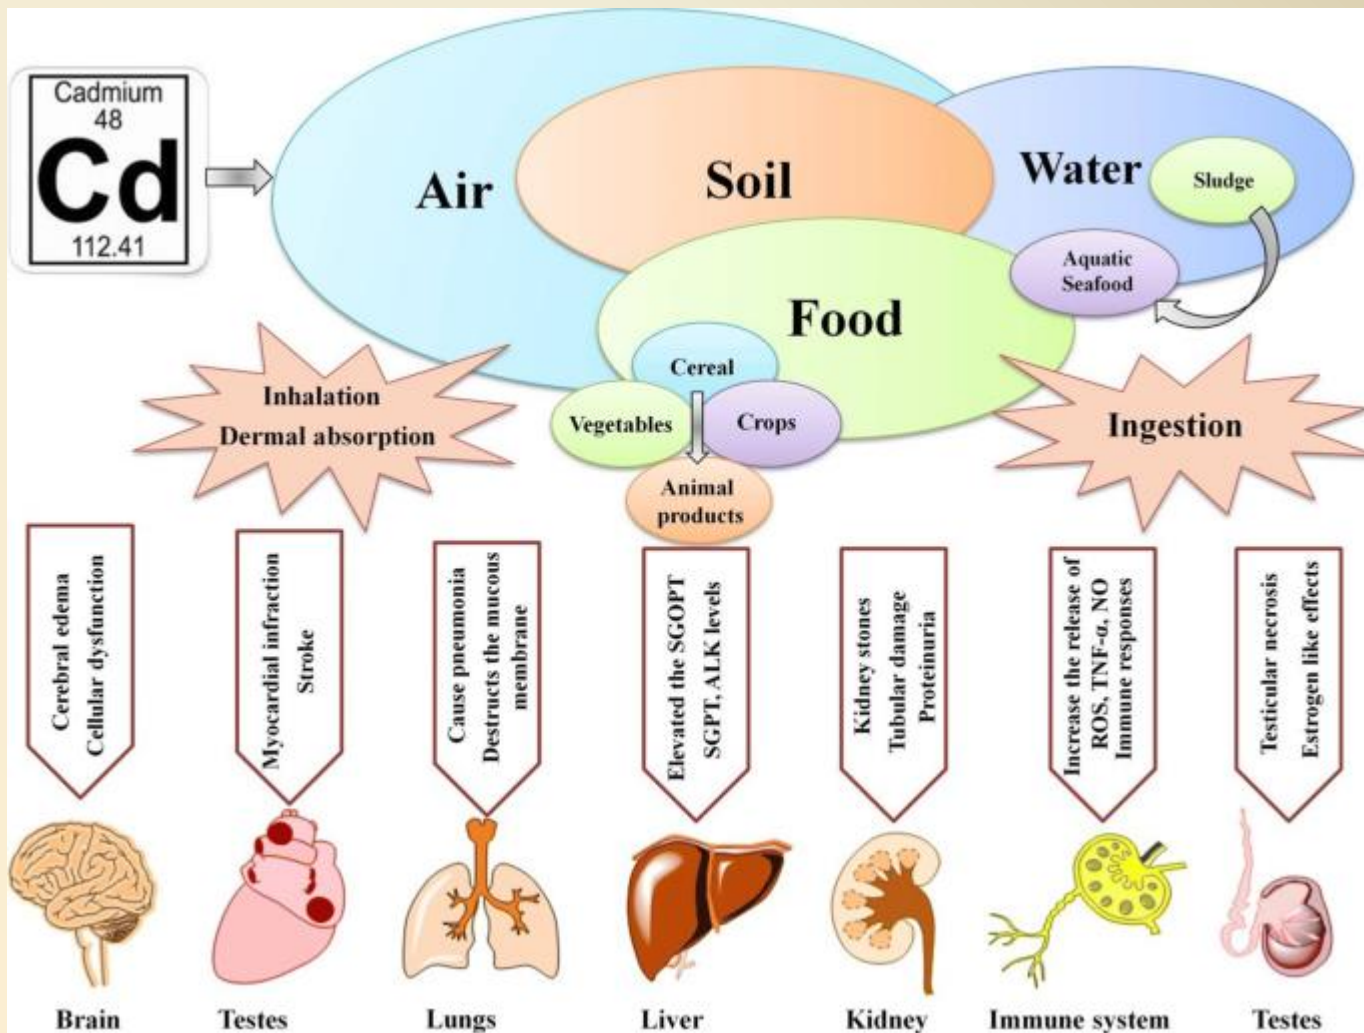 Cadmium
48
Cd
112.41
Air
Soil
Water
Sludge
Aquatic
Seafood
Food
Cereal
Vegetables
Crops
Animal
products
Inhalation
Dermal absorption
Ingestion
Cerebral edema
Cellular dysfunction
Myocardial infraction
Stroke
Cause pneumonia
Destructs the mucous
membrane
Elevated the SGOPT
SGPT, ALK levels
Kidney stones
Tubular damage
Proteinuria
Increase the release of
ROS, TNF-α, NO
Immune responses
Testicular necrosis
Estrogen like effects
Brain
Testes
Lungs
Liver
Kidney
Immune system
Testes